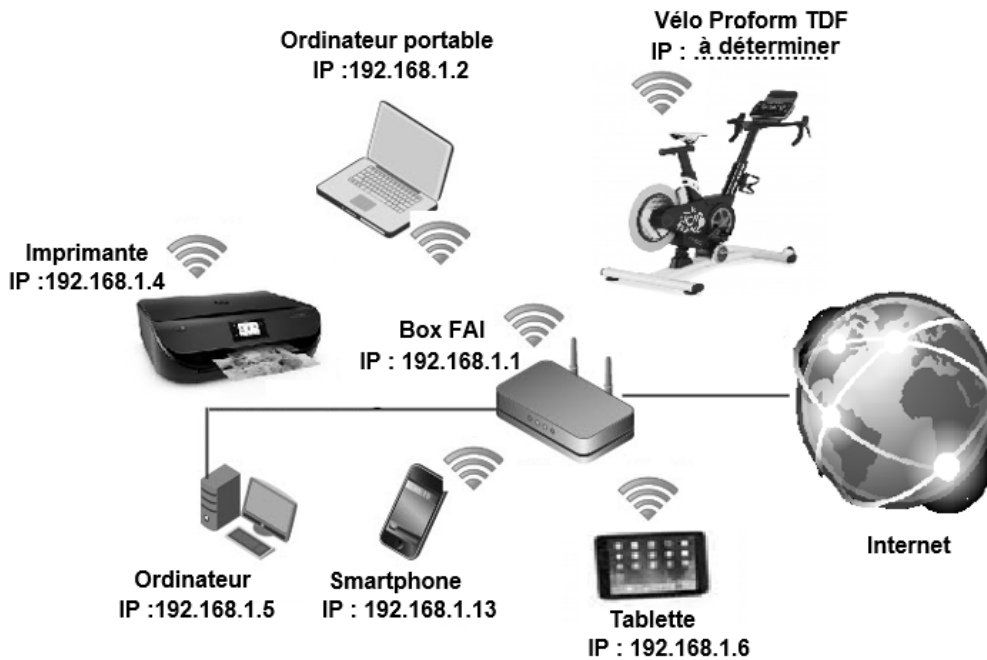 Vélo Proform TDF
IP : à déterminer
Ordinateur portable
IP :192.168.1.2
Imprimante
IP :192.168.1.4
Box FAI
IP : 192.168.1.1
Internet
Ordinateur
IP :192.168.1.5
Smartphone
IP : 192.168.1.13
Tablette
IP : 192.168.1.6